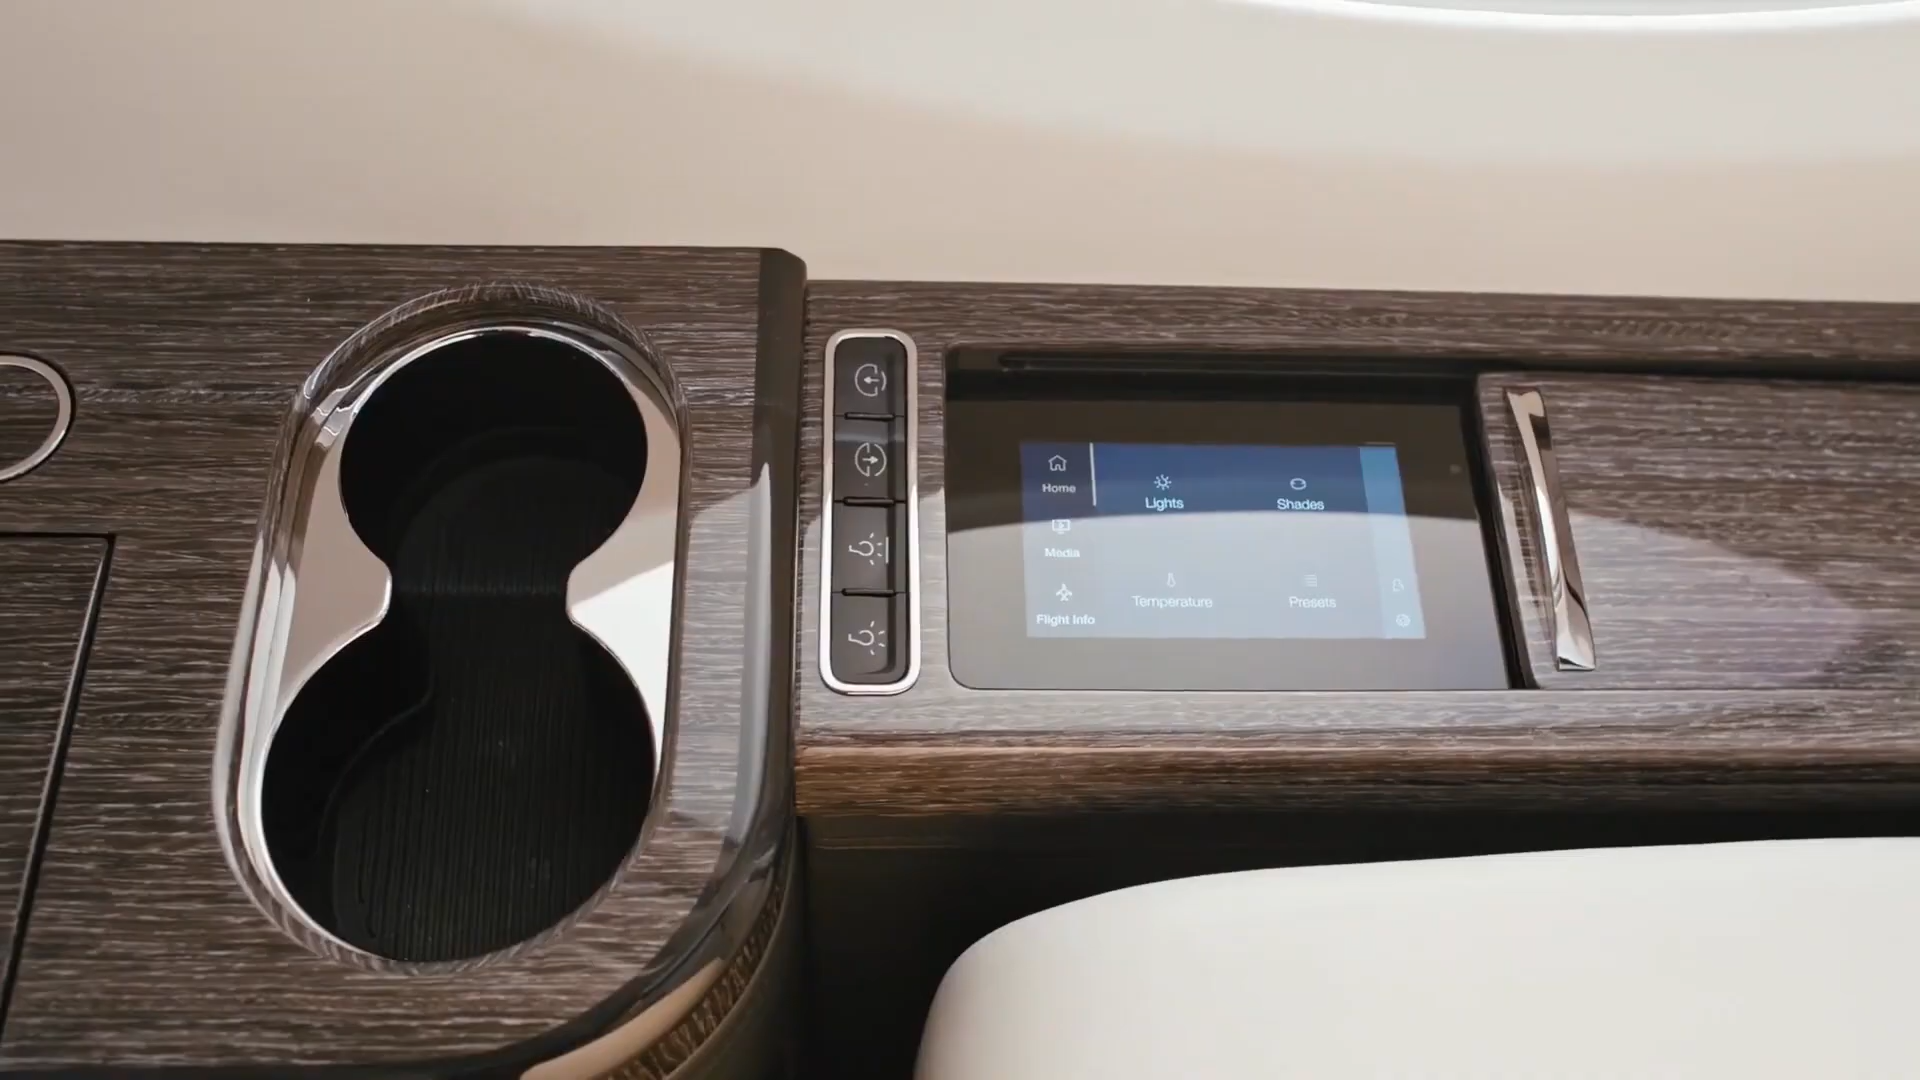 Home
Lights
Shades
Media
Temperature
Presets
Flight Info